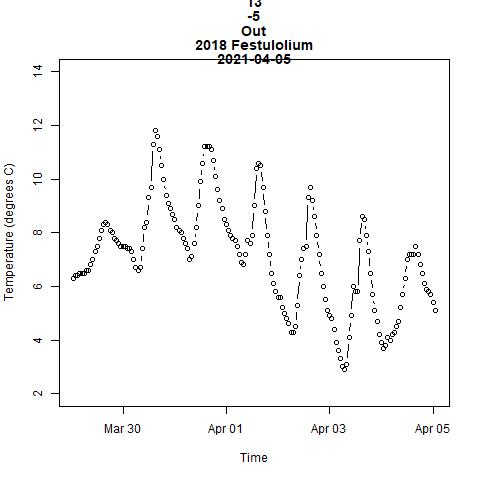 13
-5
Out
2018 Festulolium
2021-04-05
Temperature (degrees C)
14
12
10
8
6
4
2
Mar 30
Apr 01
Apr 03
Apr 05
Time